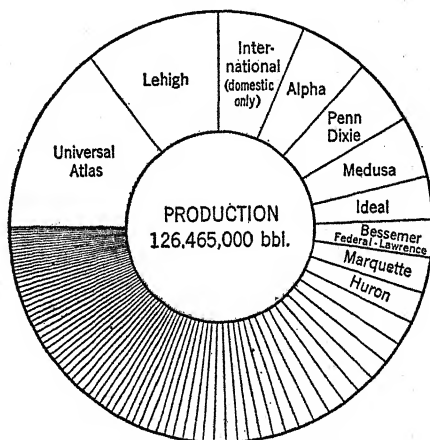 Inter-
national
(domestic
only)
Alpha
Penn
Dixie
Medusa
Ideal
Bessemer
Federal-Lawrence
Marquette
Huron
Lehigh
Universal
Atlas
PRODUCTION
126,465,000 bbl.